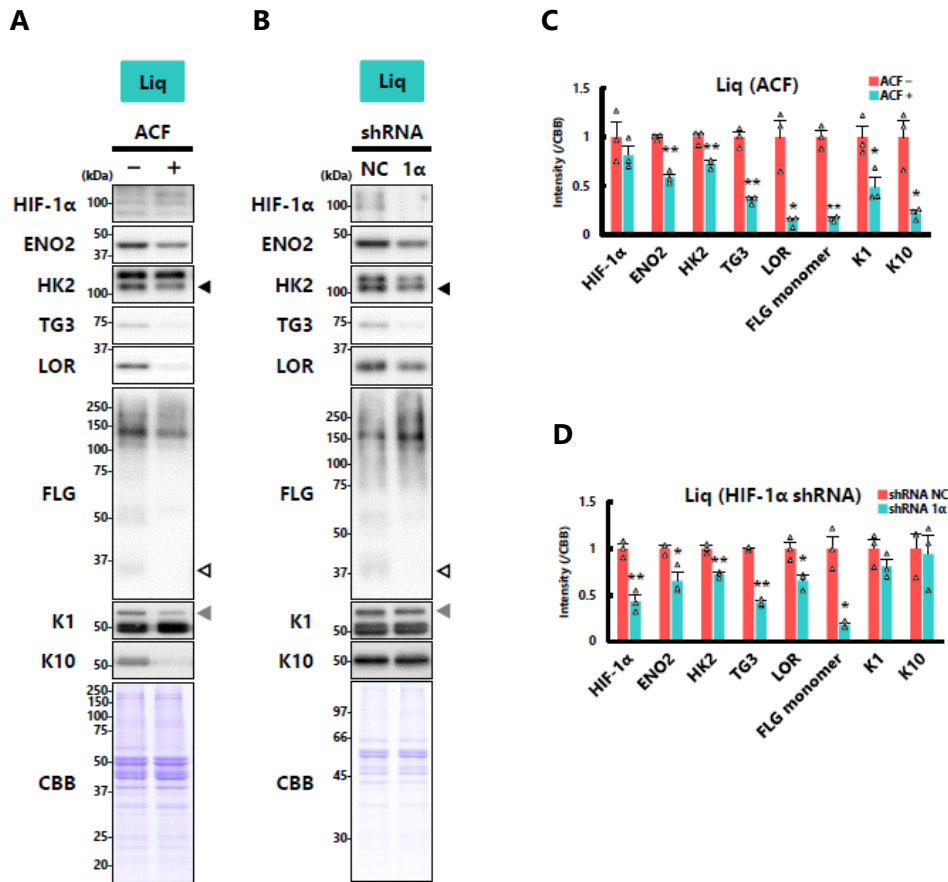 A
Liq
ACF
− +
(kDa)
HIF-1α
100
ENO2
50
37
HK2
100
TG3
75
37
LOR
FLG
250
150
100
75
50
37
K1
50
K10
50
CBB
250
150
100
75
50
37
25
20
B
Liq
shRNA
NC 1α
(kDa)
HIF-1α
100
ENO2
50
37
HK2
100
TG3
75
37
LOR
FLG
250
150
100
75
50
37
K1
50
K10
50
CBB
97
66
45
30
C
Liq (ACF)
ACF −
ACF +
Intensity (/CBB)
1.5
1
0.5
0
** ** ** * ** * *
HIF-1α ENO2 HK2 TG3 LOR FLG monomer K1 K10
D
Liq (HIF-1α shRNA)
shRNA NC
shRNA 1α
Intensity (/CBB)
1.5
1
0.5
0
** * ** ** * *
HIF-1α ENO2 HK2 TG3 LOR FLG monomer K1 K10